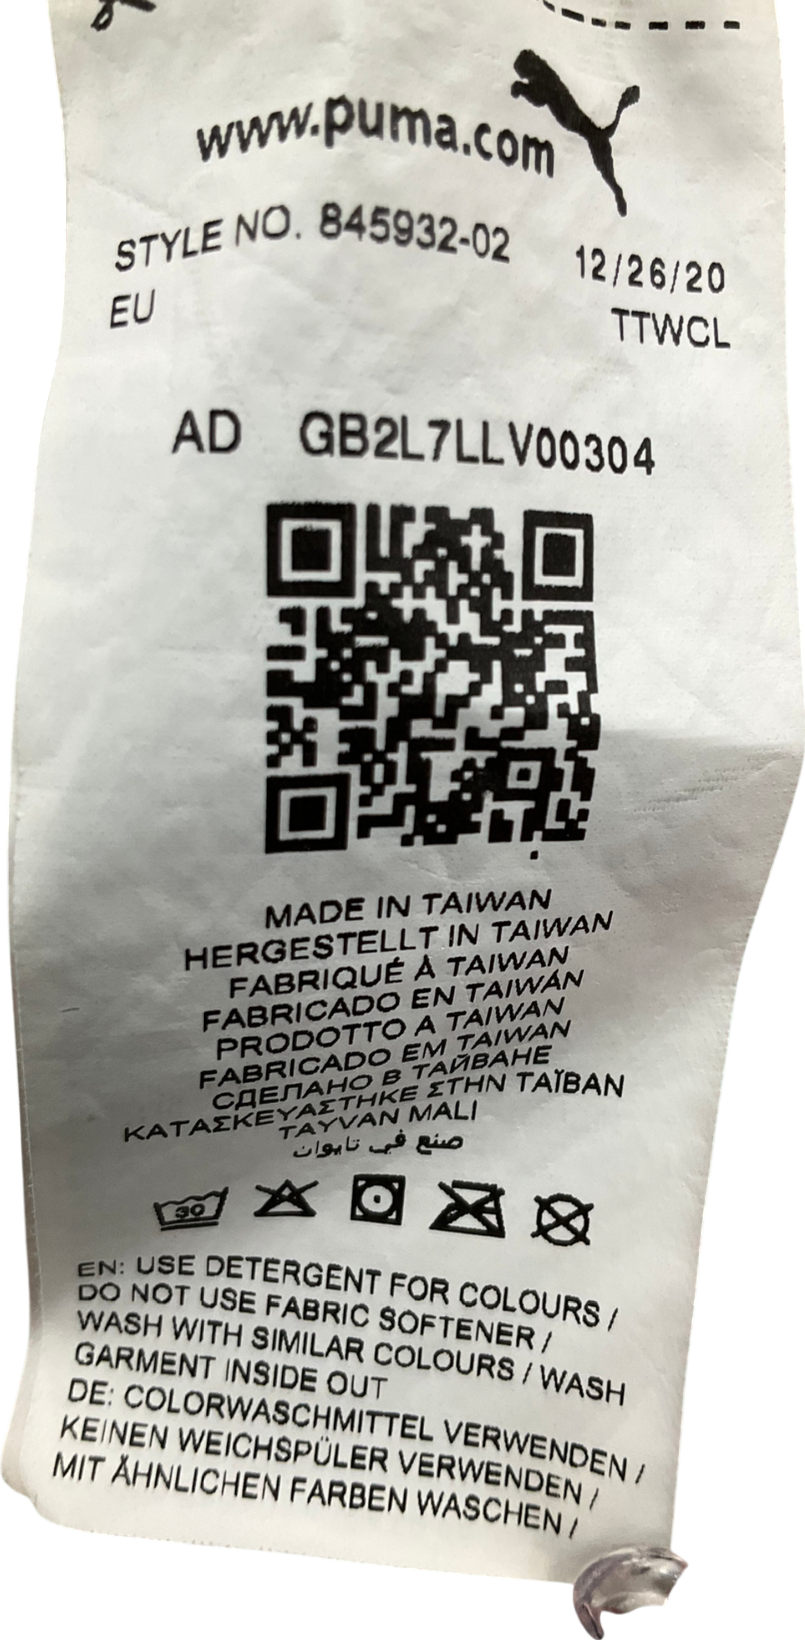 www.puma.com
STYLE NO. 845932-02 12/26/20
EU TTWCL
AD GB2L7LLV00304
MADE IN TAIWAN
HERGESTELLT IN TAIWAN
FABRIQUÉ À TAIWAN
FABRICADO EN TAIWÁN
PRODOTTO A TAIWAN
FABRICADO EM TAIWAN
СДЕЛАНО В ТАЙВАНЕ
ΚΑΤΑΣΚΕΥΑΣΤΗΚΕ ΣΤΗΝ ΤΑΪΒΑΝ
TAYVAN MALI
صنع في تايوان
30
EN: USE DETERGENT FOR COLOURS /
DO NOT USE FABRIC SOFTENER /
WASH WITH SIMILAR COLOURS / WASH
GARMENT INSIDE OUT
DE: COLORWASCHMITTEL VERWENDEN /
KEINEN WEICHSPÜLER VERWENDEN /
MIT ÄHNLICHEN FARBEN WASCHEN /